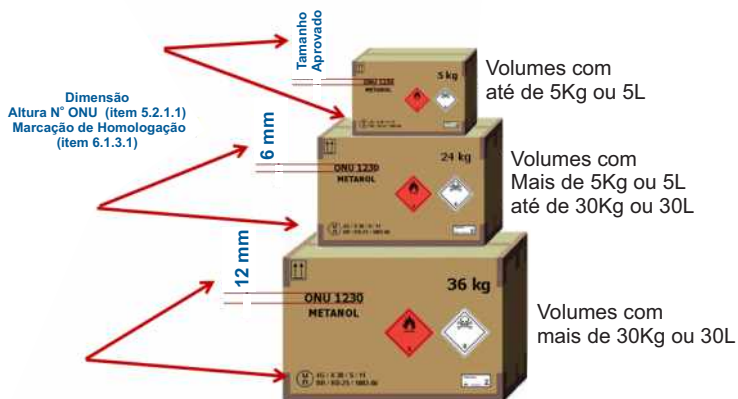 Tamanho
Aprovado
5 kg
ONU 1230
METANOL
Volumes com
até de 5Kg ou 5L
Dimensão
Altura N° ONU (item 5.2.1.1)
Marcação de Homologação
(item 6.1.3.1)
6 mm
24 kg
ONU 1230
METANOL
Volumes com
Mais de 5Kg ou 5L
até de 30Kg ou 30L
12 mm
36 kg
ONU 1230
METANOL
4G / X 38 / S / YY
Volumes com
mais de 30Kg ou 30L